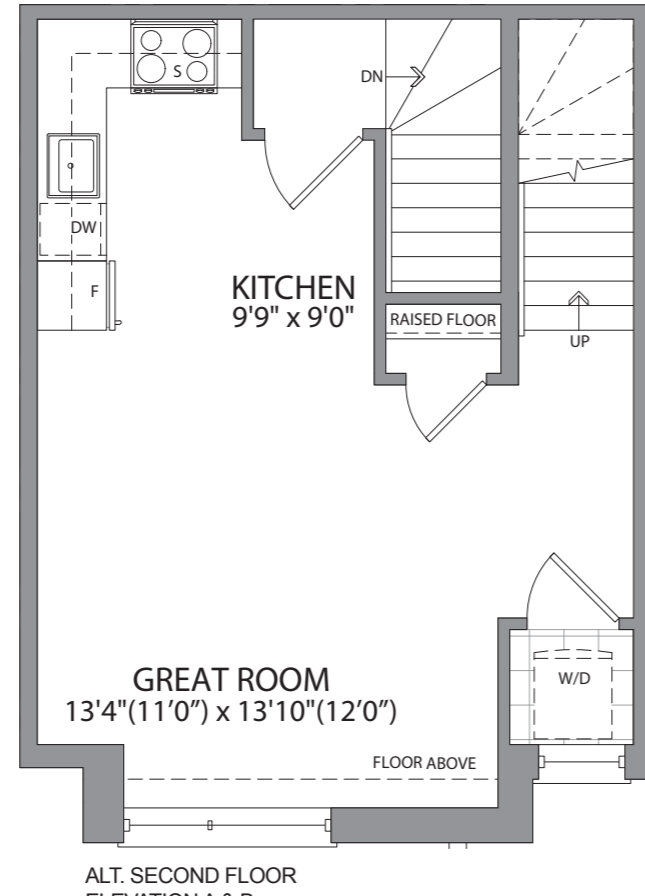 S
DN
DW
F
KITCHEN
9'9" x 9'0"
RAISED FLOOR
UP
GREAT ROOM
13'4"(11'0") x 13'10"(12'0")
W/D
FLOOR ABOVE
ALT. SECOND FLOOR